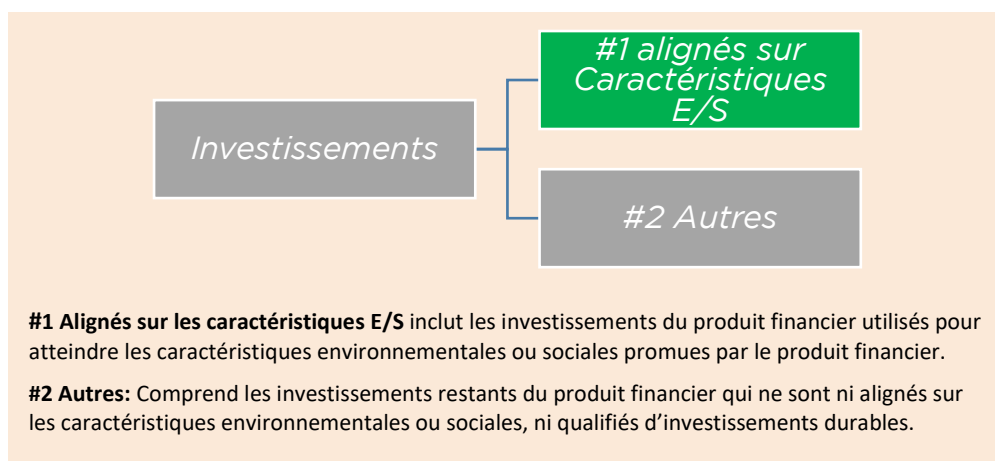 #1 alignés sur
Caractéristiques
E/S
Investissements
#2 Autres
#1 Alignés sur les caractéristiques E/S inclut les investissements du produit financier utilisés pour
atteindre les caractéristiques environnementales ou sociales promues par le produit financier.
#2 Autres: Comprend les investissements restants du produit financier qui ne sont ni alignés sur
les caractéristiques environnementales ou sociales, ni qualifiés d’investissements durables.